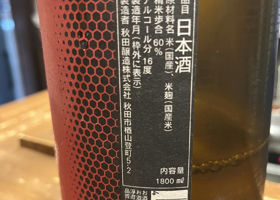 品目 日本酒
原材料名 米(国産)、米麹(国産米)
精米歩合 60%
アルコール分 16度
製造年月(枠外に表示)
製造者 秋田醸造株式会社
秋田市楢山登町5-2
内容量
1800㎖